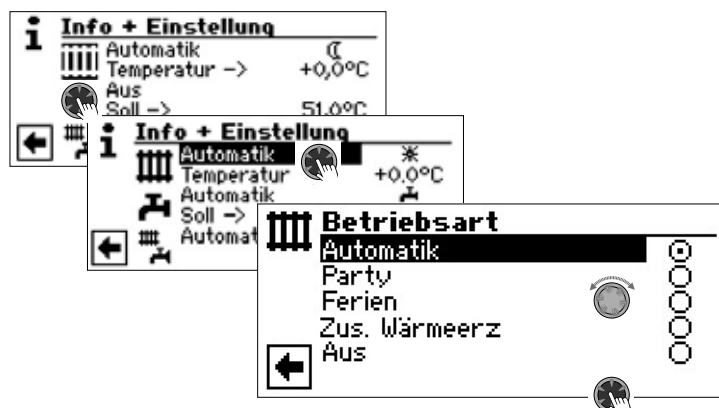 Info + Einstellung
Automatik
Temperatur -> +0,0°C
Aus
Soll -> 51.0°C
Info + Einstellung
Automatik
Temperatur +0.0°C
Automatik
Soll ->
Automat
Betriebsart
Automatik
Party
Ferien
Zus. Wärmeerz
Aus